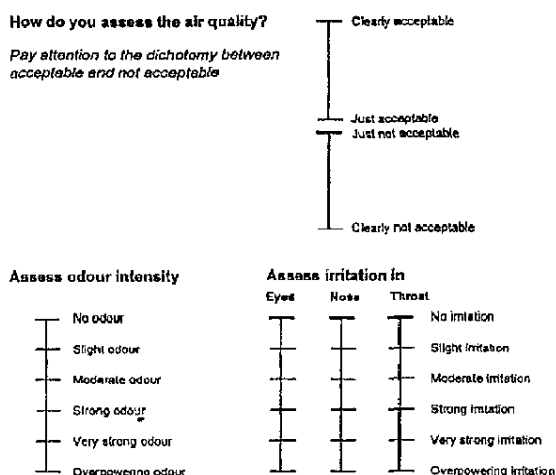 How do you assess the air quality?
Pay attention to the dichotomy between
acceptable and not acceptable
Clearly acceptable
Just acceptable
Just not acceptable
Clearly not acceptable
Assess odour intensity
No odour
Slight odour
Moderate odour
Strong odour
Very strong odour
Overpowering odour
Assess irritation in
Eyes Nose Throat
No irritation
Slight irritation
Moderate irritation
Strong irritation
Very strong irritation
Overpowering irritation